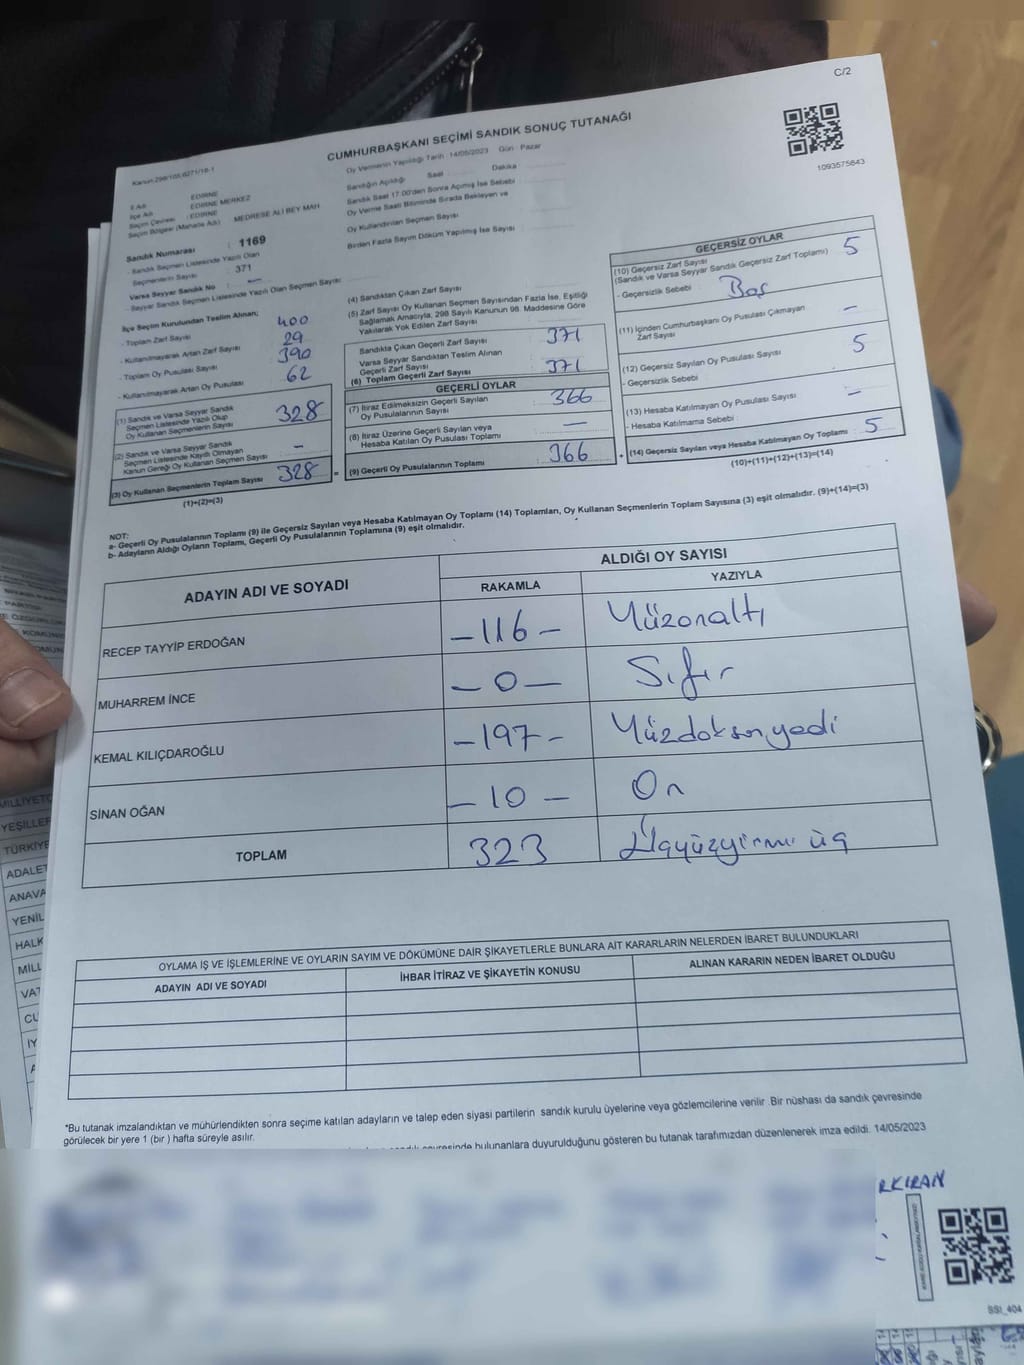 C/2
CUMHURBAŞKANI SEÇİMİ SANDIK SONUÇ TUTANAĞI
1093575643
Oy Vermenin Yapıldığı Tarih : 14/05/2023 Gün : Pazar
Sandığın Açıldığı Saat Dakika
Sandık Saat 17:00'den Sonra Açılmış İse Sebebi
Oy Verme Saati Bitiminde Sırada Bekleyen ve
Oy Kullandırılan Seçmen Sayısı
Birden Fazla Sayım Döküm Yapılmış İse Sayısı
İl Adı : EDİRNE
İlçe Adı : EDİRNE MERKEZ
Seçim Çevresi : EDİRNE
Seçim Bölgesi (Mahalle Adı) : MEDRESE ALİ BEY MAH
Sandık Numarası : 1169
- Sandık Seçmen Listesinde Yazılı Olan
Seçmenlerin Sayısı : 371
Varsa Seyyar Sandık No : —
- Seyyar Sandık Seçmen Listesinde Yazılı Olan Seçmen Sayısı:
İlçe Seçim Kurulundan Teslim Alınan;
- Toplam Zarf Sayısı 400
- Kullanılmayarak Artan Zarf Sayısı 29
- Toplam Oy Pusulası Sayısı 390
- Kullanılmayarak Artan Oy Pusulası 62
(1) Sandık ve Varsa Seyyar Sandık
Seçmen Listesinde Yazılı Olup
Oy Kullanan Seçmenlerin Sayısı 328
(2) Sandık ve Varsa Seyyar Sandık
Seçmen Listesinde Kayıtlı Olmayan
Kanun Gereği Oy Kullanan Seçmen Sayısı —
(3) Oy Kullanan Seçmenlerin Toplam Sayısı 328
(1)+(2)=(3)
(4) Sandıktan Çıkan Zarf Sayısı
(5) Zarf Sayısı Oy Kullanan Seçmen Sayısından Fazla İse, Eşitliği
Sağlamak Amacıyla, 298 Sayılı Kanunun 98. Maddesine Göre
Yakılarak Yok Edilen Zarf Sayısı
Sandıkta Çıkan Geçerli Zarf Sayısı 371
Varsa Seyyar Sandıktan Teslim Alınan
Geçerli Zarf Sayısı
(6) Toplam Geçerli Zarf Sayısı 371
GEÇERLİ OYLAR
(7) İtiraz Edilmeksizin Geçerli Sayılan
Oy Pusulalarının Sayısı 366
(8) İtiraz Üzerine Geçerli Sayılan veya
Hesaba Katılan Oy Pusulası Toplamı —
= (9) Geçerli Oy Pusulalarının Toplamı 366
GEÇERSİZ OYLAR
(10) Geçersiz Zarf Sayısı
(Sandık ve Varsa Seyyar Sandık Geçersiz Zarf Toplamı) 5
- Geçersizlik Sebebi : Boş
(11) İçinden Cumhurbaşkanı Oy Pusulası Çıkmayan
Zarf Sayısı —
(12) Geçersiz Sayılan Oy Pusulası Sayısı 5
- Geçersizlik Sebebi :
(13) Hesaba Katılmayan Oy Pusulası Sayısı —
- Hesaba Katılmama Sebebi :
+ (14) Geçersiz Sayılan veya Hesaba Katılmayan Oy Toplamı 5
(10)+(11)+(12)+(13)=(14)
NOT:
a- Geçerli Oy Pusulalarının Toplamı (9) ile Geçersiz Sayılan veya Hesaba Katılmayan Oy Toplamı (14) Toplamları, Oy Kullanan Seçmenlerin Toplam Sayısına (3) eşit olmalıdır. (9)+(14)=(3)
b- Adayların Aldığı Oyların Toplamı, Geçerli Oy Pusulalarının Toplamına (9) eşit olmalıdır.
ADAYIN ADI VE SOYADI ALDIĞI OY SAYISI
RAKAMLA YAZIYLA
RECEP TAYYİP ERDOĞAN –116– Yüzonaltı
MUHARREM İNCE –0– Sıfır
KEMAL KILIÇDAROĞLU –197– Yüzdoksanyedi
SİNAN OĞAN –10– On
TOPLAM 323 Üçyüzyirmi üç
OYLAMA İŞ VE İŞLEMLERİNE VE OYLARIN SAYIM VE DÖKÜMÜNE DAİR ŞİKAYETLERLE BUNLARA AİT KARARLARIN NELERDEN İBARET BULUNDUKLARI
ADAYIN ADI VE SOYADI İHBAR İTİRAZ VE ŞİKAYETİN KONUSU ALINAN KARARIN NEDEN İBARET OLDUĞU
*Bu tutanak imzalandıktan ve mühürlendikten sonra seçime katılan adayların ve talep eden siyasi partilerin sandık kurulu üyelerine veya gözlemcilerine verilir .Bir nüshası da sandık çevresinde
görülecek bir yere 1 (bir ) hafta süreyle asılır.
bulunanlara duyurulduğunu gösteren bu tutanak tarafımızdan düzenlenerek imza edildi. 14/05/2023
RKIRAN
SSI_404
YEŞİLLER
TÜRKİYE
ADALET
ANAVA
YENİL
HALK
MİLL
VAT